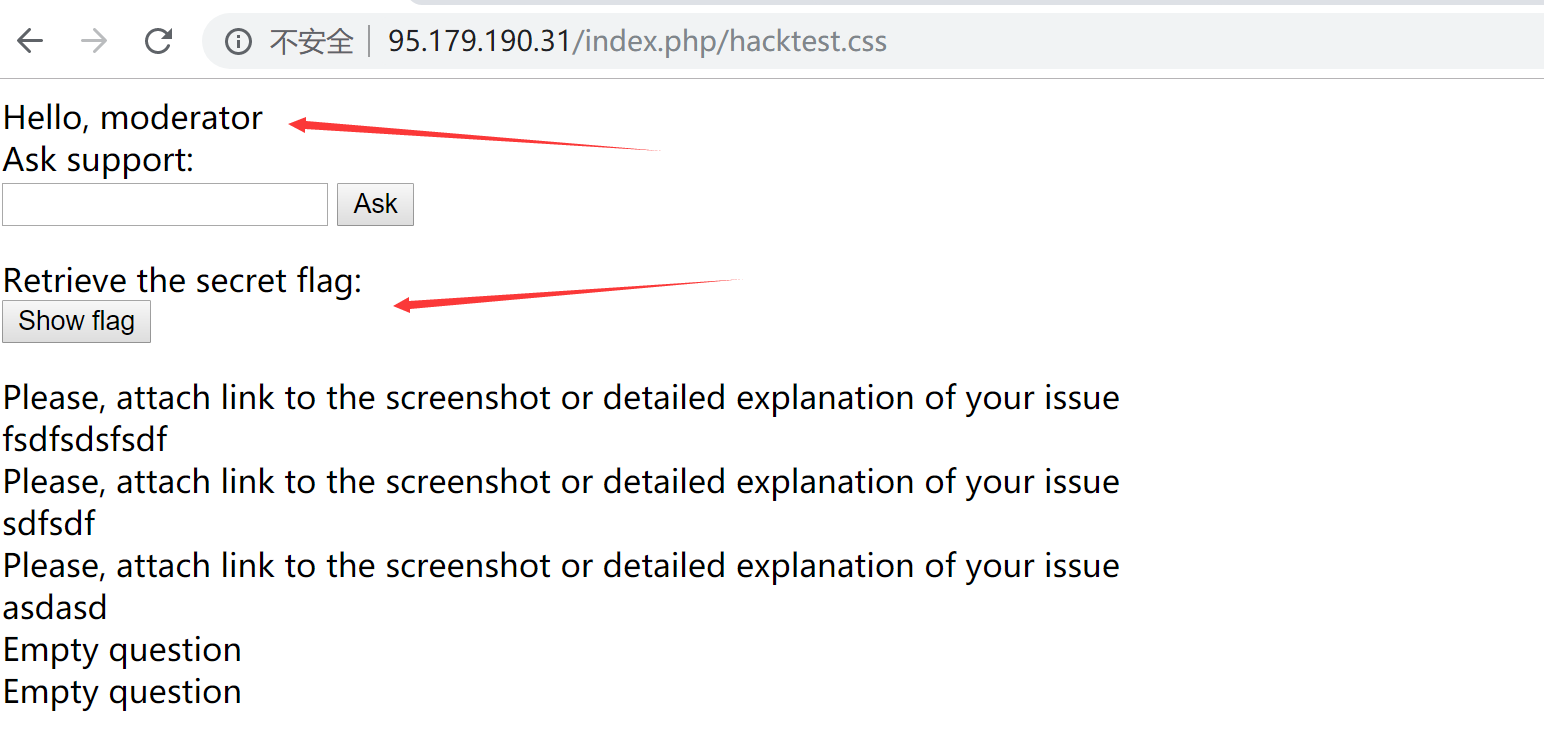 不安全 95.179.190.31/index.php/hacktest.css
Hello, moderator
Ask support:
Ask
Retrieve the secret flag:
Show flag
Please, attach link to the screenshot or detailed explanation of your issue
fsdfsdsfsdf
Please, attach link to the screenshot or detailed explanation of your issue
sdfsdf
Please, attach link to the screenshot or detailed explanation of your issue
asdasd
Empty question
Empty question